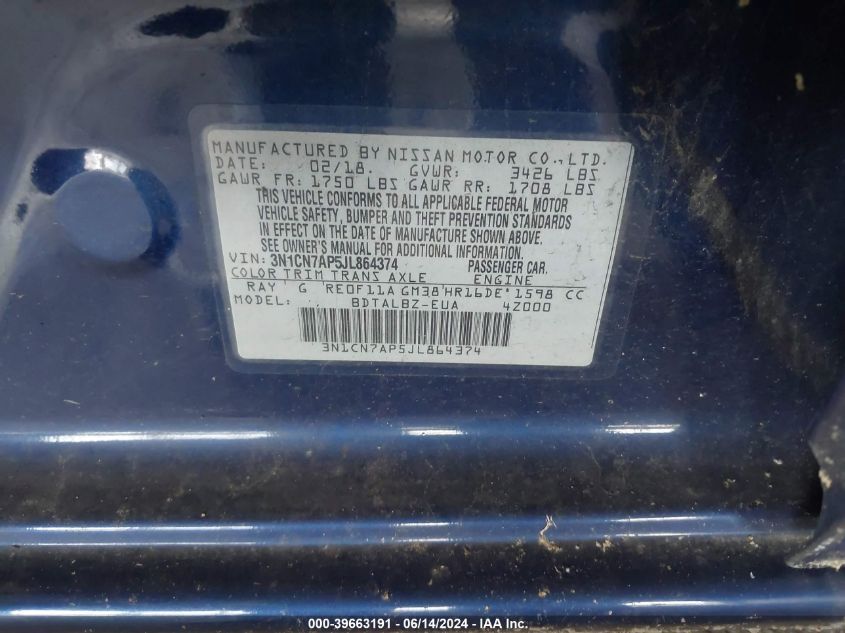 MANUFACTURED BY NISSAN MOTOR CO., LTD.
DATE: 02/18. GVWR: 3426 LBS
GAWR FR: 1750 LBS GAWR RR: 1708 LBS
THIS VEHICLE CONFORMS TO ALL APPLICABLE FEDERAL MOTOR
VEHICLE SAFETY, BUMPER AND THEFT PREVENTION STANDARDS
IN EFFECT ON THE DATE OF MANUFACTURE SHOWN ABOVE.
SEE OWNER'S MANUAL FOR ADDITIONAL INFORMATION.
VIN: 3N1CN7AP5JL864374 PASSENGER CAR.
COLOR TRIM TRANS AXLE ENGINE
RAY G RE0F11A GM38 HR16DE 1598 CC
MODEL: BDTALBZ-EUA 4Z000
3N1CN7AP5JL864374
000-39663191 - 06/14/2024 - IAAI INC.